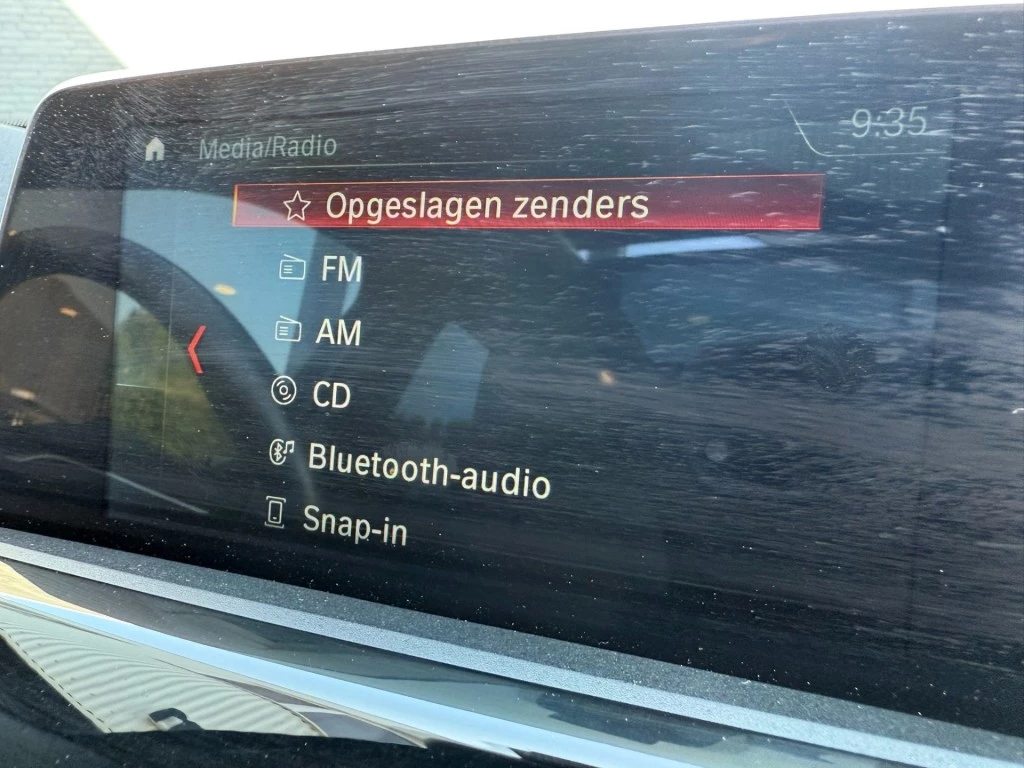 Media/Radio
9:35
Opgeslagen zenders
FM
AM
CD
Bluetooth-audio
Snap-in